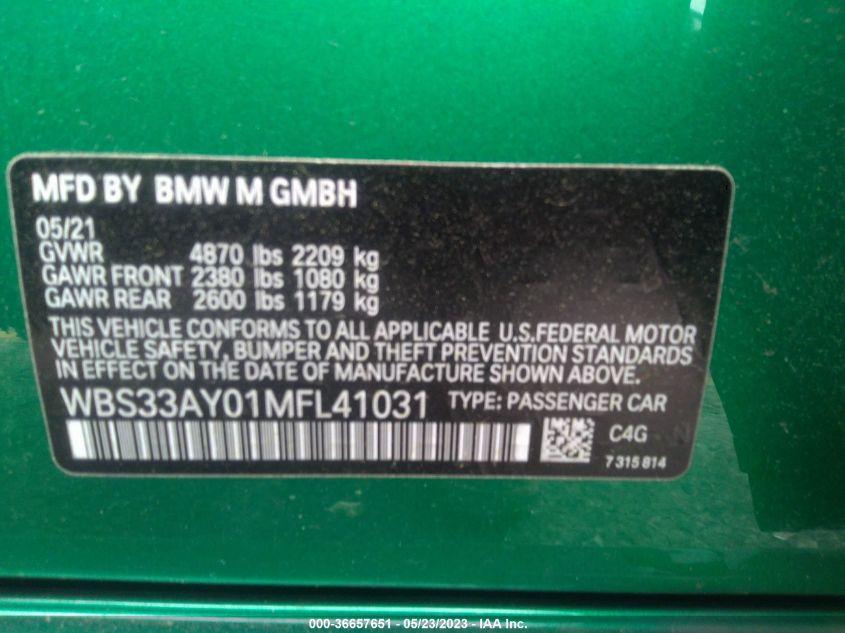 MFD BY BMW M GMBH
05/21
GVWR 4870 lbs 2209 kg
GAWR FRONT 2380 lbs 1080 kg
GAWR REAR 2600 lbs 1179 kg
THIS VEHICLE CONFORMS TO ALL APPLICABLE U.S.FEDERAL MOTOR
VEHICLE SAFETY, BUMPER AND THEFT PREVENTION STANDARDS
IN EFFECT ON THE DATE OF MANUFACTURE SHOWN ABOVE.
WBS33AY01MFL41031 TYPE: PASSENGER CAR
C4G N
7315814
000-36657651 - 05/23/2023 - IAA Inc.